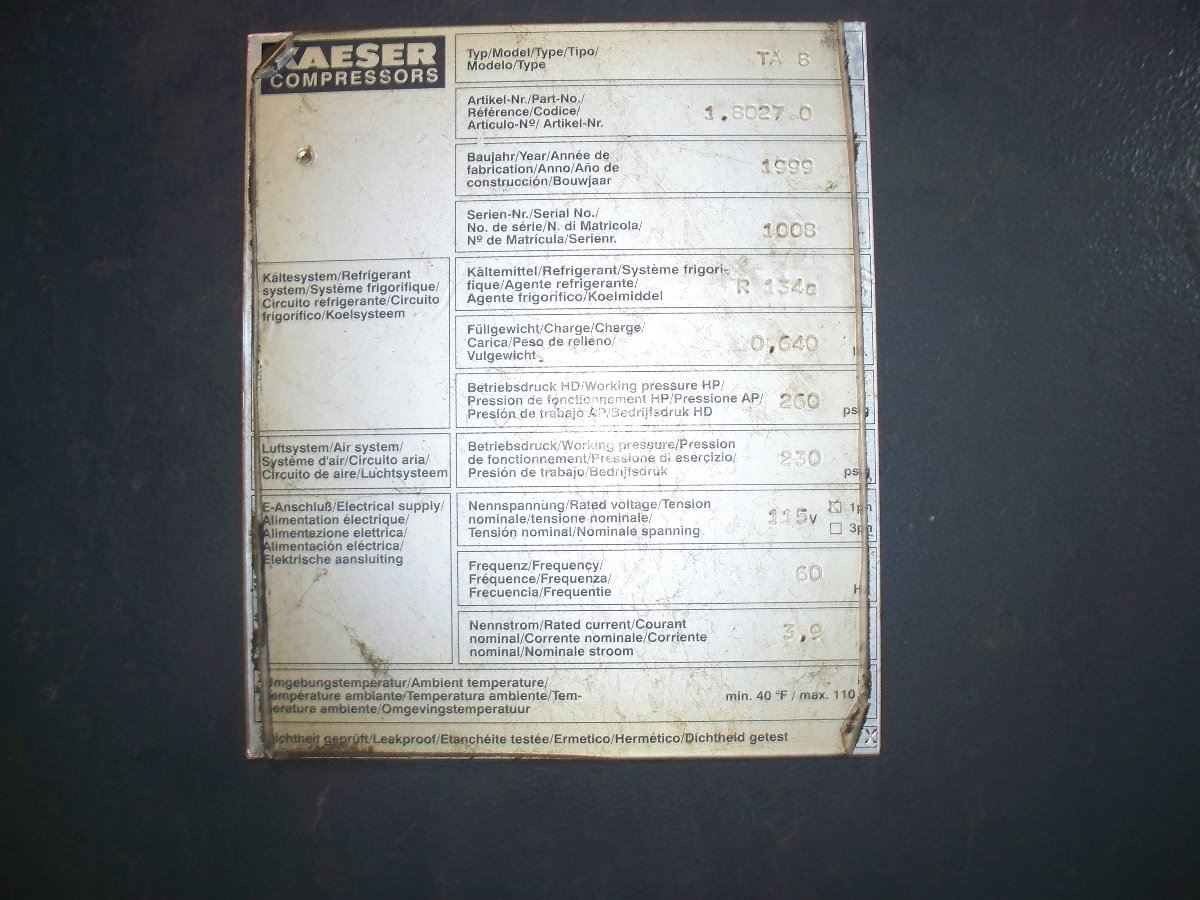 KAESER
COMPRESSORS
Typ/Model/Type/Tipo/
Modelo/Type
TA 8
Artikel-Nr./Part-No./
Référence/Codice/
Artículo-Nº/ Artikel-Nr.
1.8027.0
Baujahr/Year/Année de
fabrication/Anno/Año de
construcción/Bouwjaar
1999
Serien-Nr./Serial No./
No. de série/N. di Matricola/
Nº de Matrícula/Serienr.
1008
Kältesystem/Refrigerant
system/Système frigorifique/
Circuito refrigerante/Circuito
frigorífico/Koelsysteem
Kältemittel/Refrigerant/Système frigori-
fique/Agente refrigerante/
Agente frigorífico/Koelmiddel
R 134a
Füllgewicht/Charge/Charge/
Carica/Peso de relleno/
Vulgewicht
0,640
Betriebsdruck HD/Working pressure HP/
Pression de fonctionnement HP/Pressione AP/
Presión de trabajo AP/Bedrijfsdruk HD
260
psig
Luftsystem/Air system/
Système d'air/Circuito aria/
Circuito de aire/Luchtsysteem
Betriebsdruck/Working pressure/Pression
de fonctionnement/Pressione di esercizio/
Presión de trabajo/Bedrijfsdruk
230
psig
E-Anschluß/Electrical supply/
Alimentation électrique/
Alimentazione elettrica/
Alimentación eléctrica/
Elektrische aansluiting
Nennspannung/Rated voltage/Tension
nominale/tensione nominale/
Tensión nominal/Nominale spanning
115V
☒ 1ph
☐ 3ph
Frequenz/Frequency/
Fréquence/Frequenza/
Frecuencia/Frequentie
60
Nennstrom/Rated current/Courant
nominal/Corrente nominale/Corriente
nominal/Nominale stroom
3,9
Umgebungstemperatur/Ambient temperature/
Température ambiante/Temperatura ambiente/Tem-
peratura ambiente/Omgevingstemperatuur
min. 40 °F / max. 110
Dichtheit geprüft/Leakproof/Etanchéite testée/Ermetico/Hermético/Dichtheid getest
X